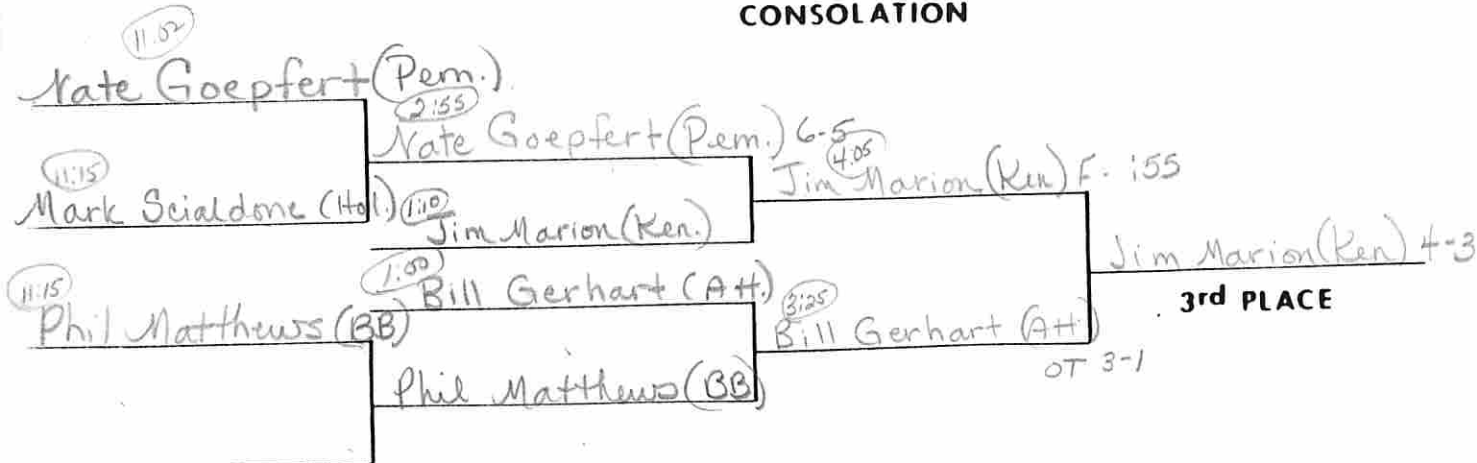 CONSOLATION
11:02
Nate Goepfert (Pem.)
2:55
Nate Goepfert (Pem.) 6-5
4:05
Jim Marion (Ken) F- :55
11:15
Mark Scialdone (Hol.)
1:10
Jim Marion (Ken.)
Jim Marion (Ken) 4-3
3rd PLACE
1:00
Bill Gerhart (AH.)
11:15
Phil Matthews (BB)
3:25
Bill Gerhart (AH)
OT 3-1
Phil Matthews (BB)